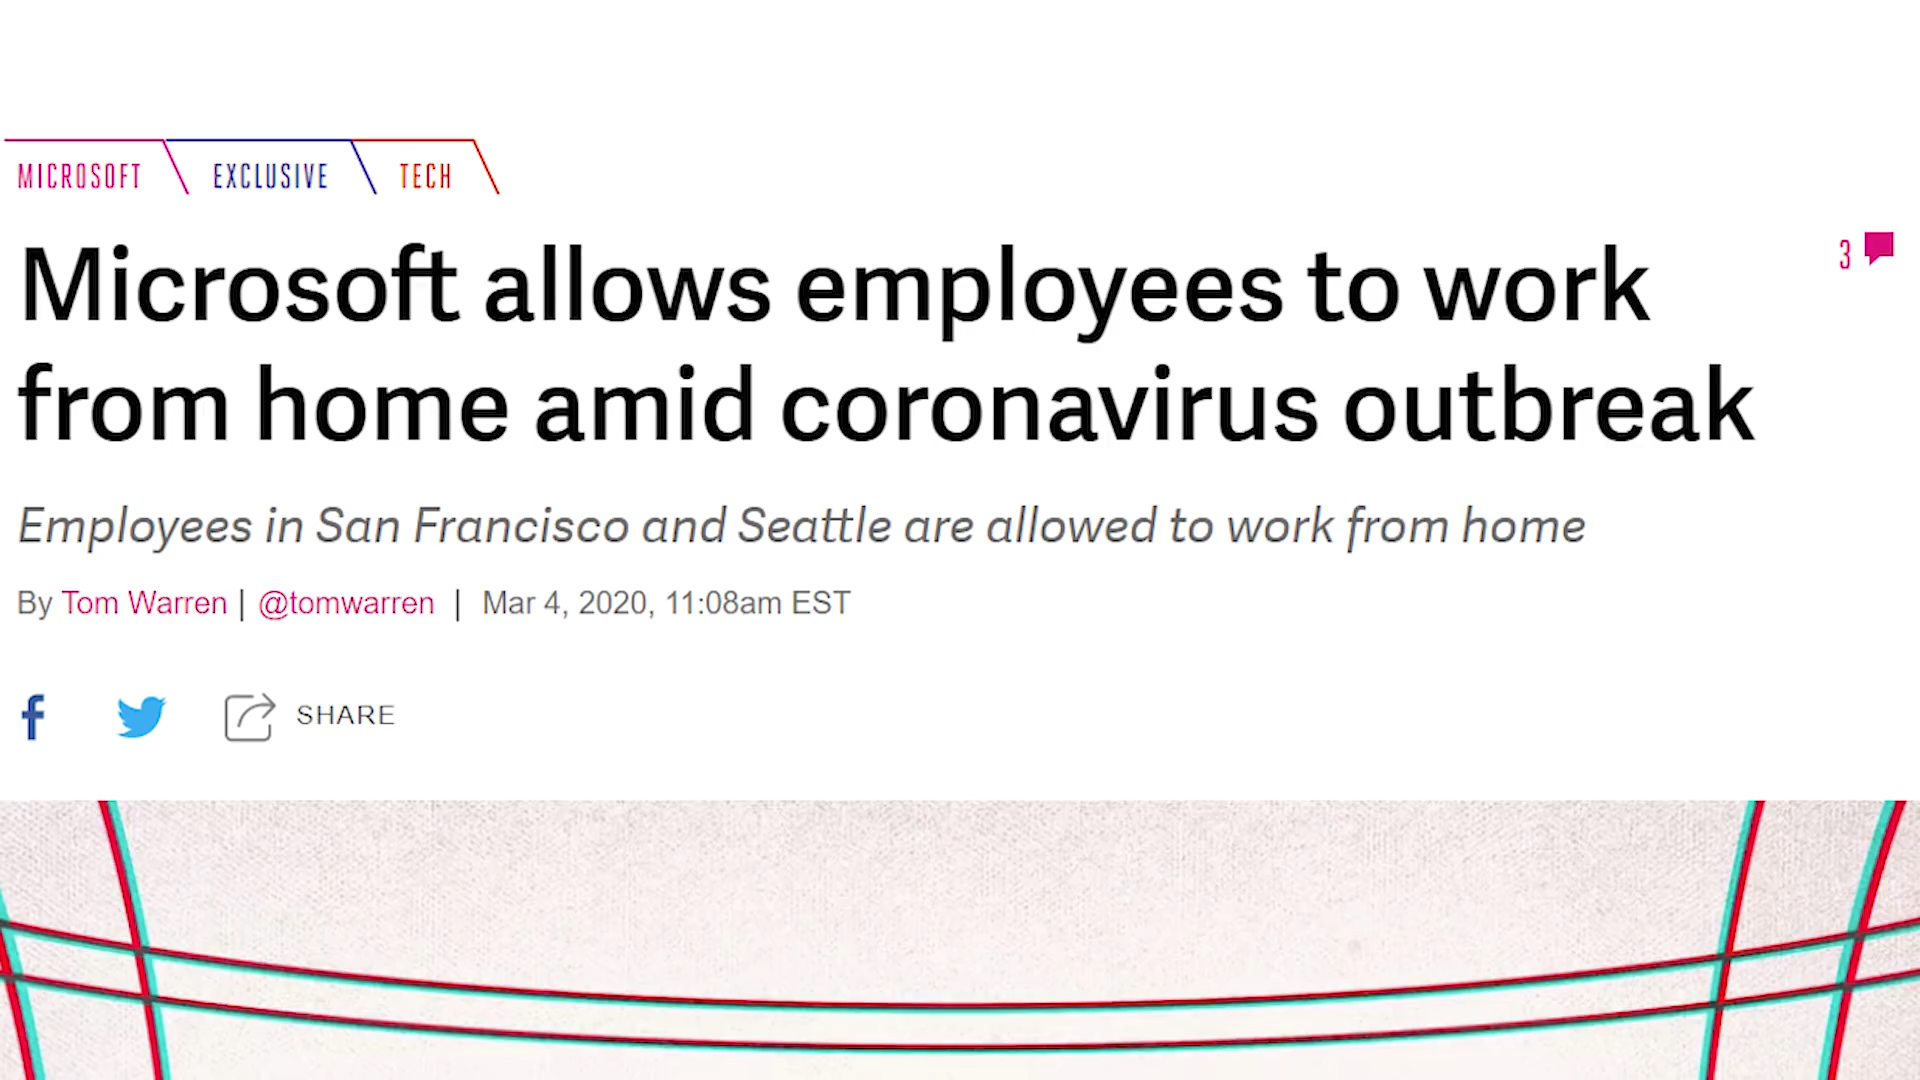 MICROSOFT EXCLUSIVE TECH
Microsoft allows employees to work
3
from home amid coronavirus outbreak
Employees in San Francisco and Seattle are allowed to work from home
By Tom Warren | @tomwarren | Mar 4, 2020, 11:08am EST
SHARE